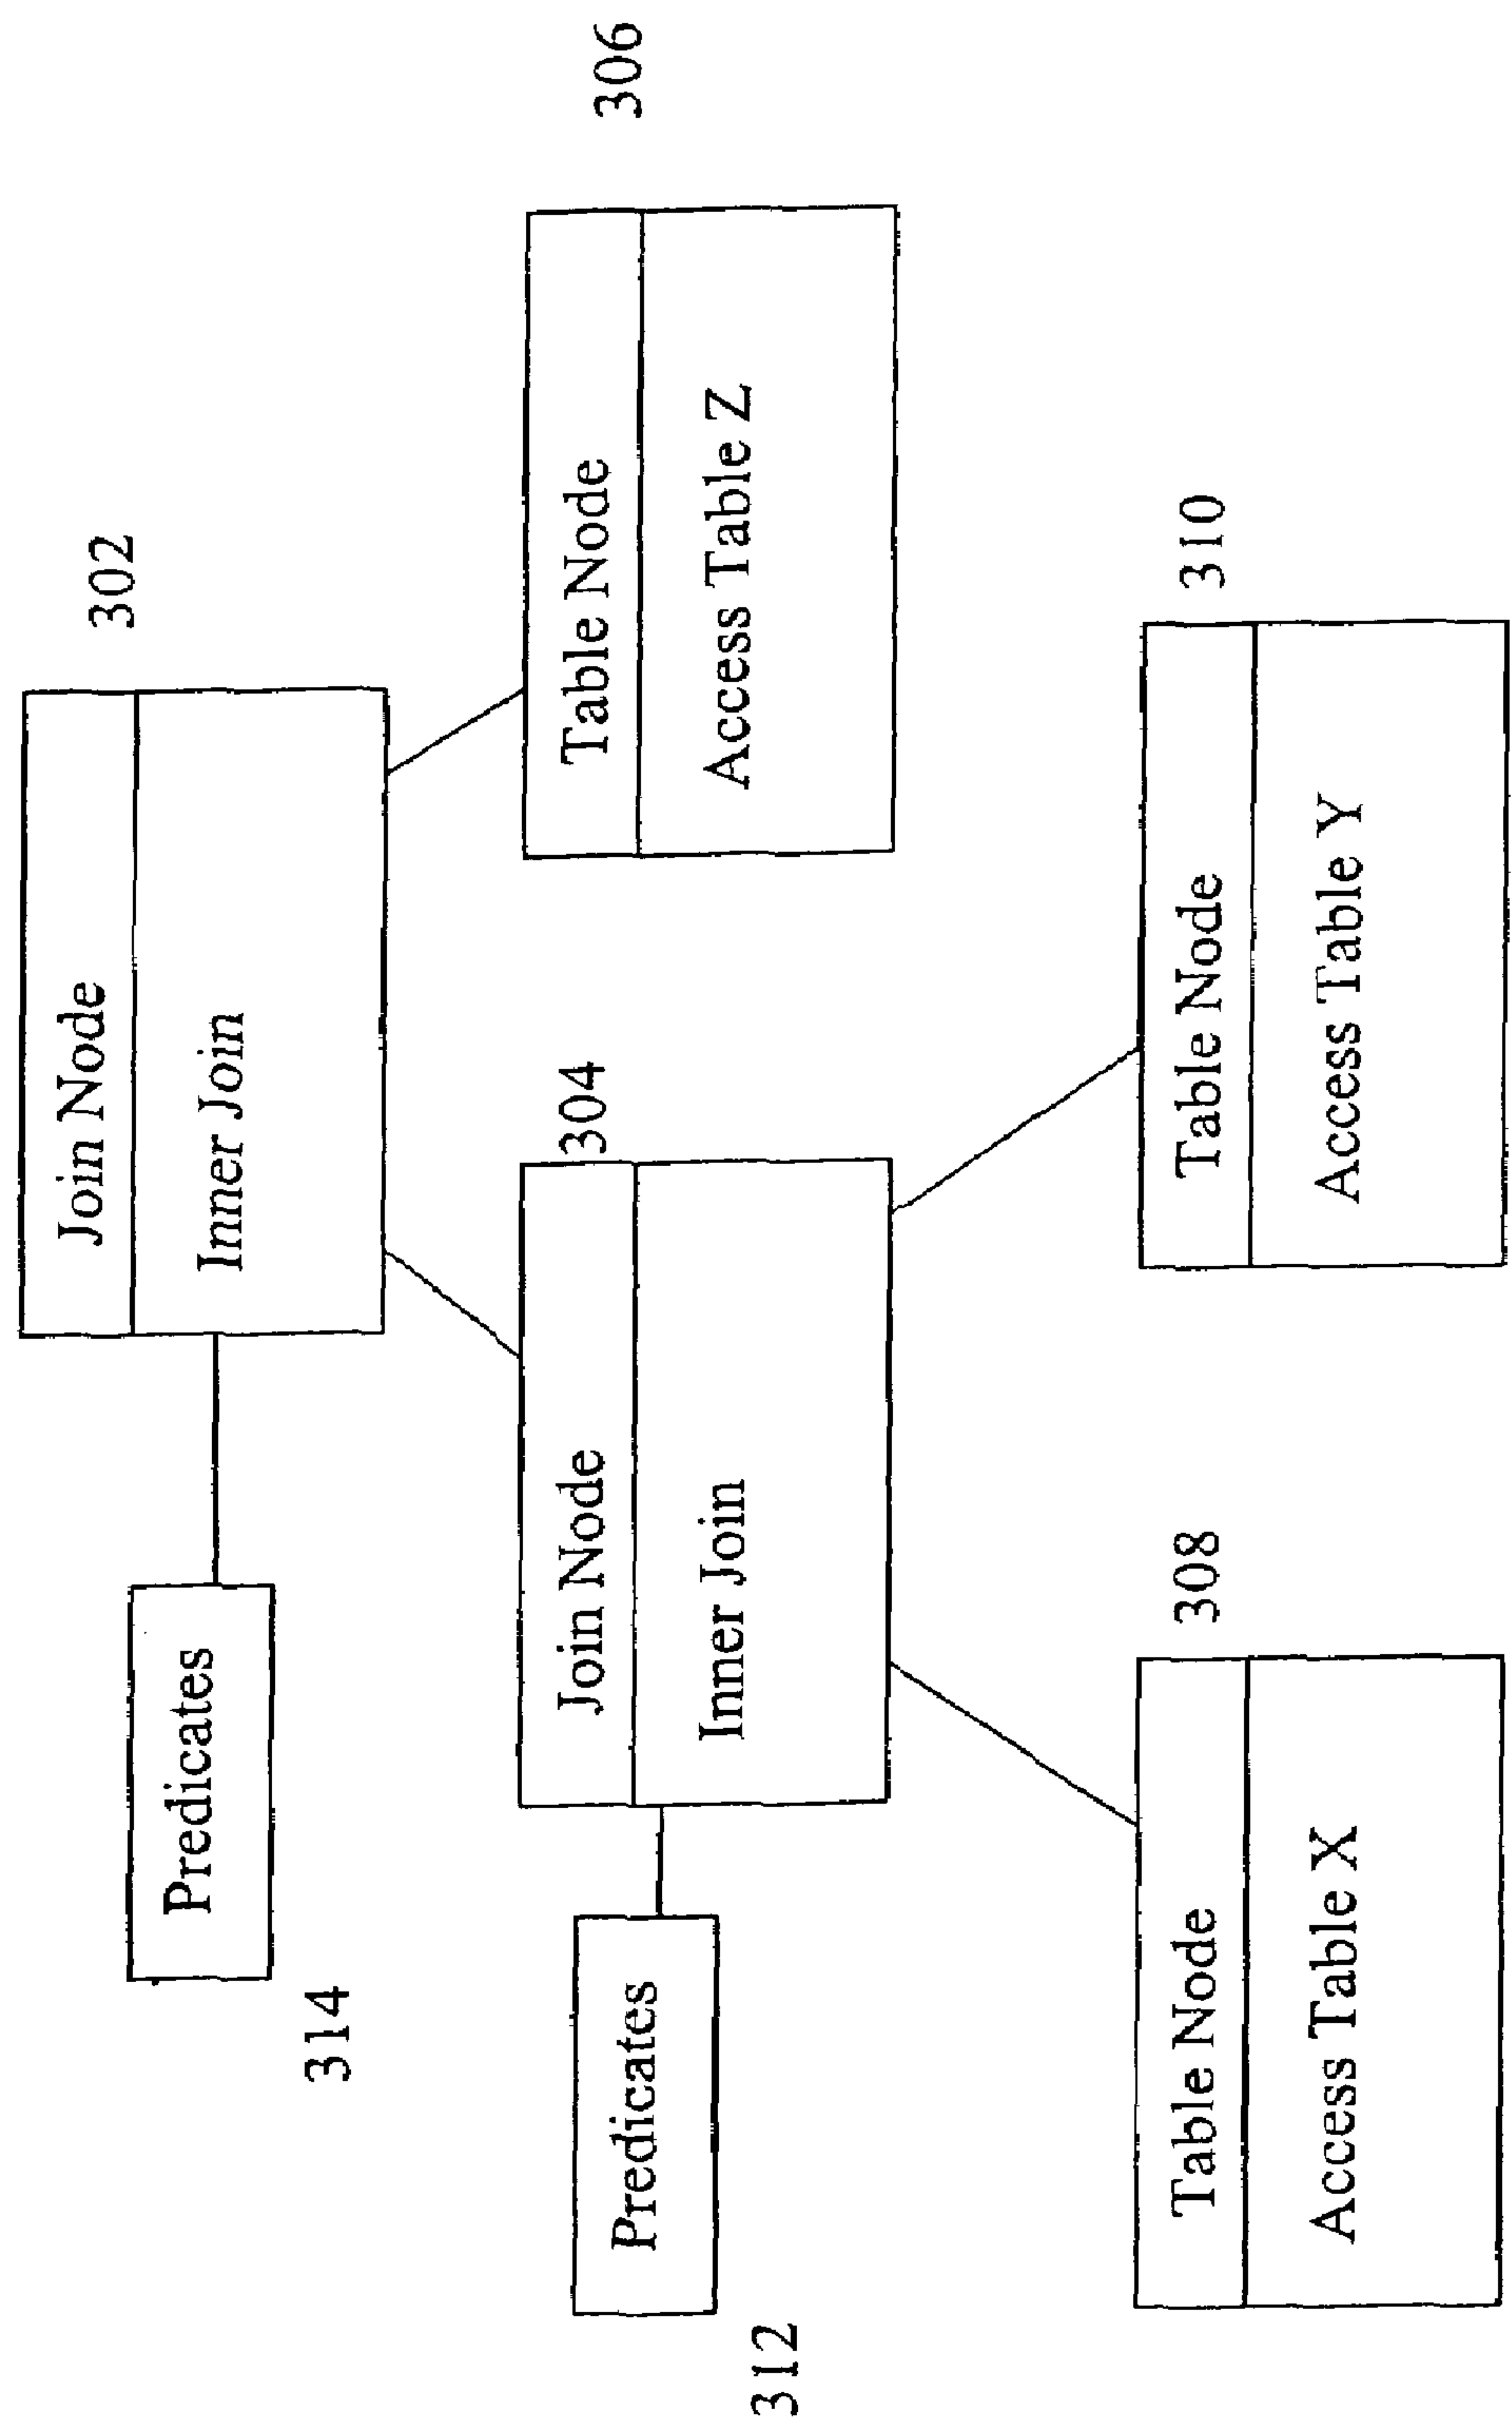 302
Join Node
Inner Join
Predicates
314
304
Join Node
Inner Join
Predicates
312
306
Table Node
Access Table Z
308
Table Node
Access Table X
310
Table Node
Access Table Y